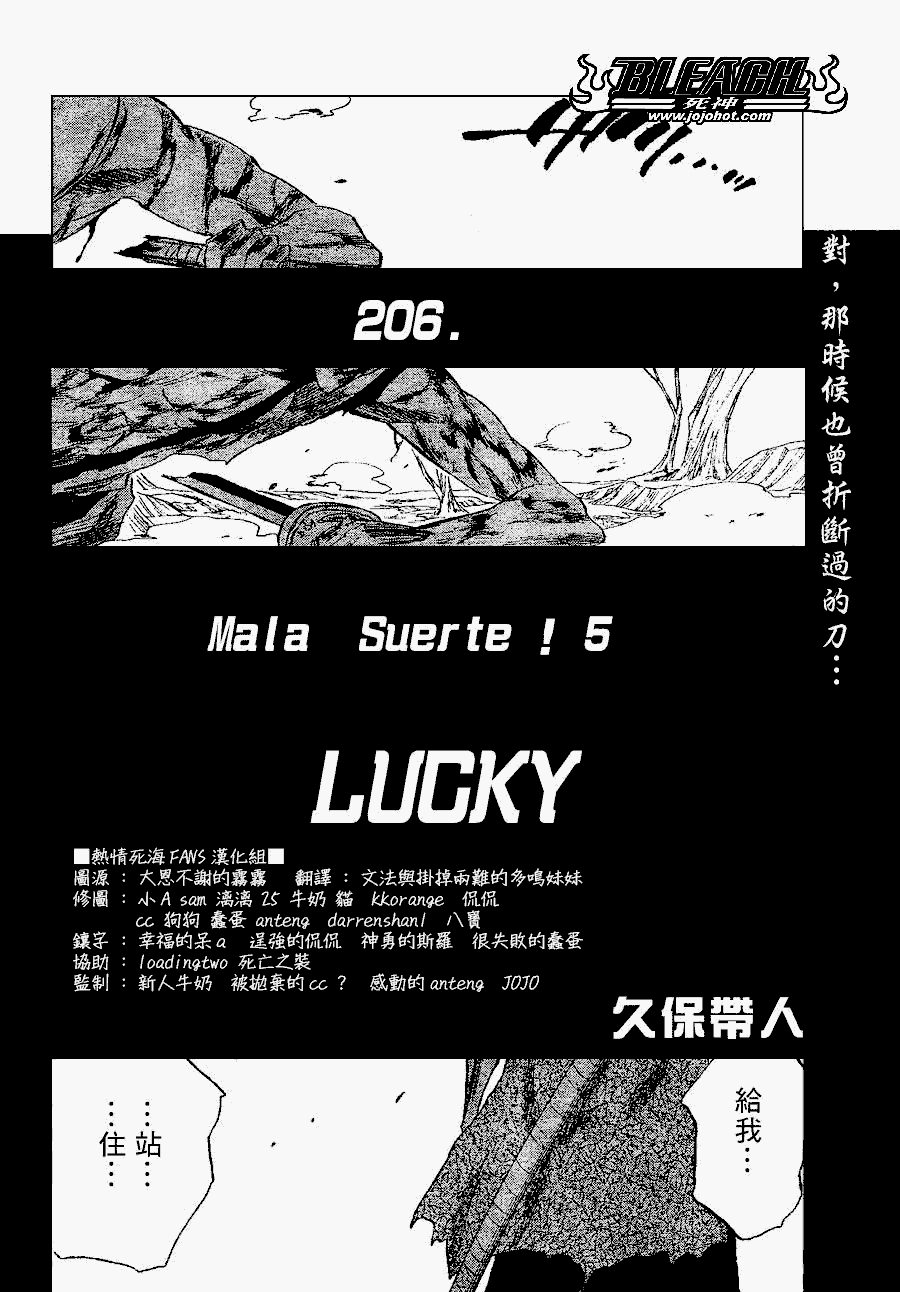 BLEACH
死神
www.jojohot.com
對，那時候也曾折斷過的刀…
206.
Mala Suerte ! 5
LUCKY
■熱情死海FANS漢化組■
圖源：大恩不謝的霧霧　翻譯：文法與掛掉兩難的多鳴妹妹
修圖：小A sam 漓漓 25 牛奶 貓 kkorange 侃侃
cc 狗狗 蠢蛋 anteng darrenshanl 八寶
鑲字：幸福的呆a 逞強的侃侃 神勇的斯羅 很失敗的蠢蛋
協助：loadingtwo 死亡之裝
監制：新人牛奶 被拋棄的cc？ 感動的anteng JOJO
久保帶人
給我…
…站…
…住…